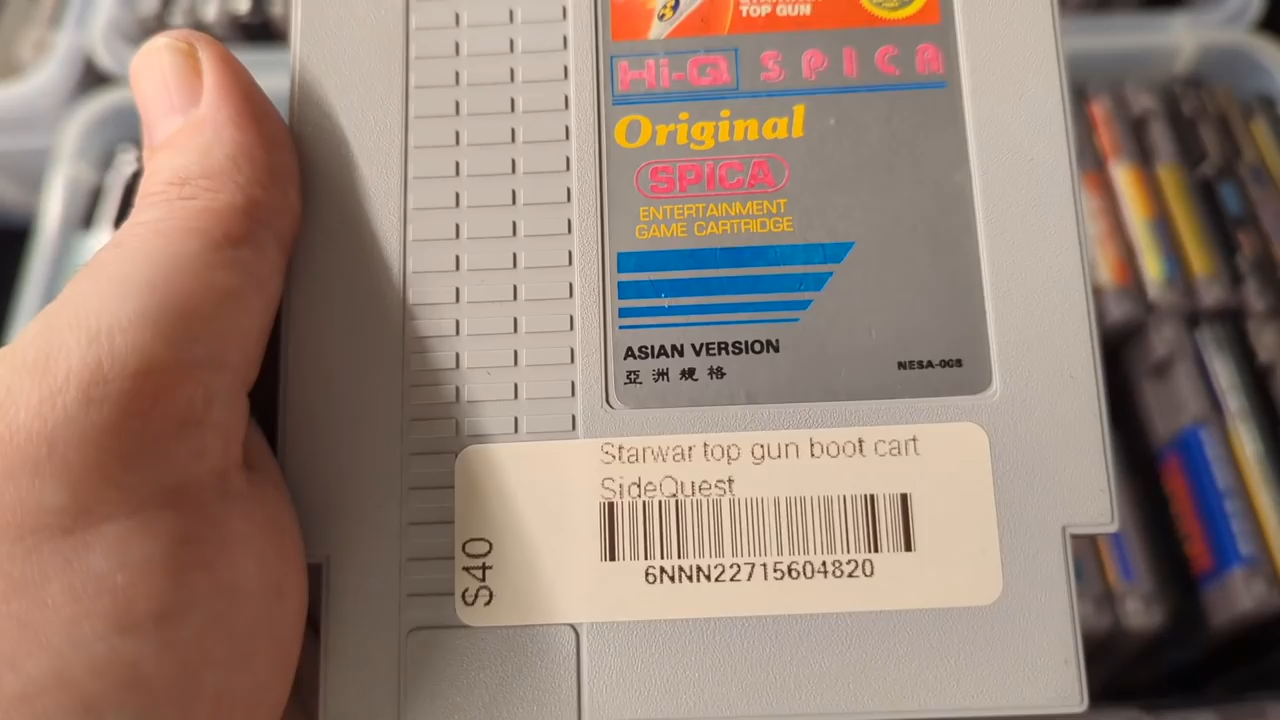 TOP GUN
Hi-Q SPICA
Original
SPICA
ENTERTAINMENT
GAME CARTRIDGE
ASIAN VERSION
亞洲規格
NESA-008
Starwar top gun boot cart
SideQuest
6NNN22715604820
$40